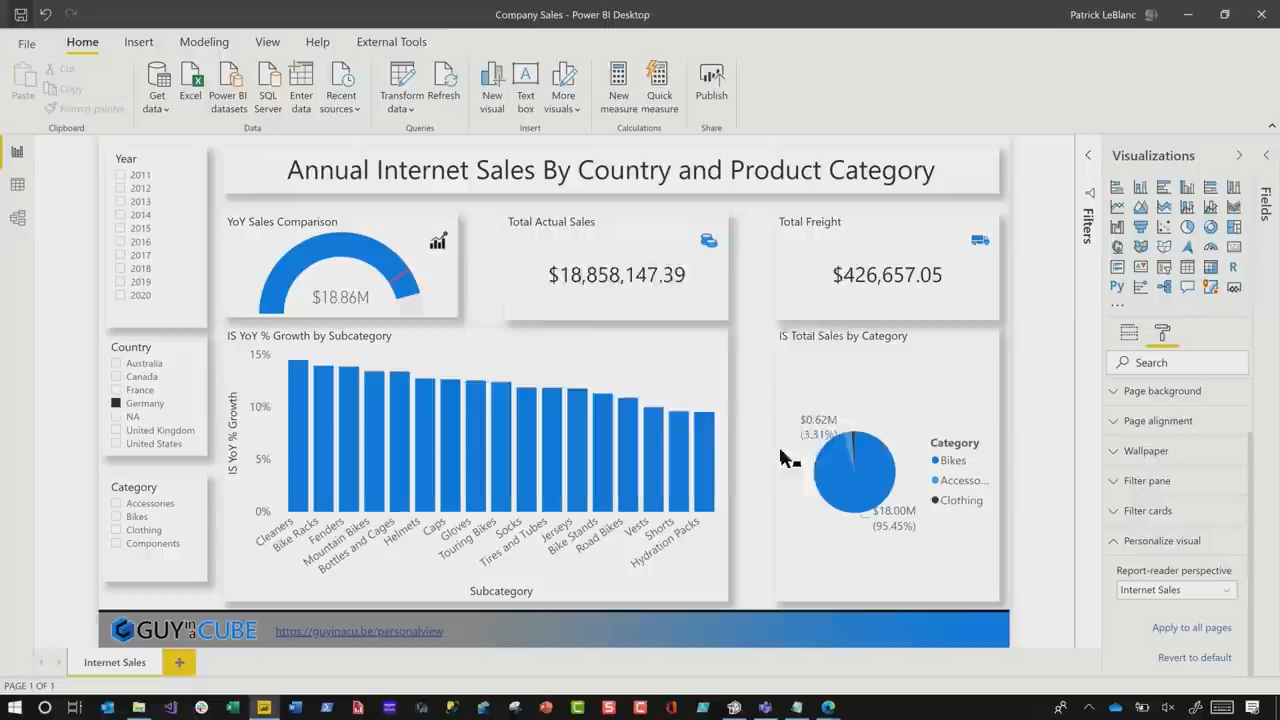 Company Sales - Power BI Desktop
Patrick LeBlanc
File
Home
Insert
Modeling
View
Help
External Tools
Paste
Cut
Copy
Format painter
Clipboard
Get data
Excel
Power BI datasets
SQL Server
Enter data
Recent sources
Data
Transform data
Refresh
Queries
New visual
Text box
More visuals
Insert
New measure
Quick measure
Calculations
Publish
Share
Year
2011
2012
2013
2014
2015
2016
2017
2018
2019
2020
Country
Australia
Canada
France
Germany
NA
United Kingdom
United States
Category
Accessories
Bikes
Clothing
Components
Annual Internet Sales By Country and Product Category
YoY Sales Comparison
$18.86M
Total Actual Sales
$18,858,147.39
Total Freight
$426,657.05
IS YoY % Growth by Subcategory
IS YoY % Growth
15%
10%
5%
0%
Cleaners
Bike Racks
Fenders
Mountain Bikes
Bottles and Cages
Helmets
Caps
Gloves
Touring Bikes
Socks
Tires and Tubes
Jerseys
Bike Stands
Road Bikes
Vests
Shorts
Hydration Packs
Subcategory
IS Total Sales by Category
$0.62M
(3.31%)
$18.00M
(95.45%)
Category
Bikes
Accesso...
Clothing
GUY in a CUBE
https://guyinacu.be/personalview
Internet Sales
PAGE 1 OF 1
Filters
Visualizations
R
Py
...
Search
Page background
Page alignment
Wallpaper
Filter pane
Filter cards
Personalize visual
Report-reader perspective
Internet Sales
Apply to all pages
Revert to default
Fields